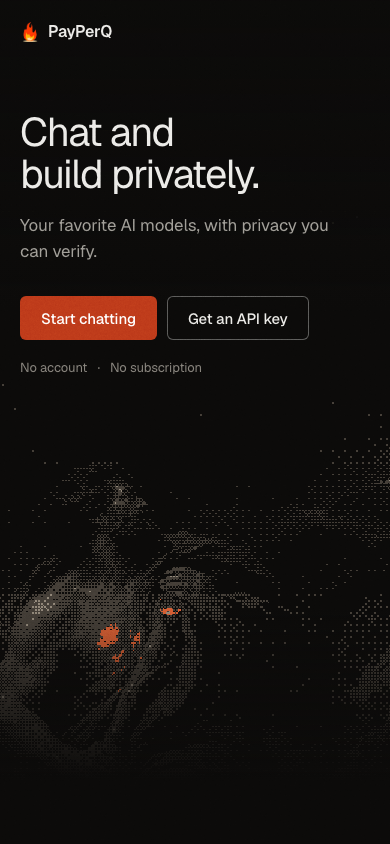 PayPerQ
Chat and
build privately.
Your favorite AI models, with privacy you
can verify.
Start chatting
Get an API key
No account · No subscription